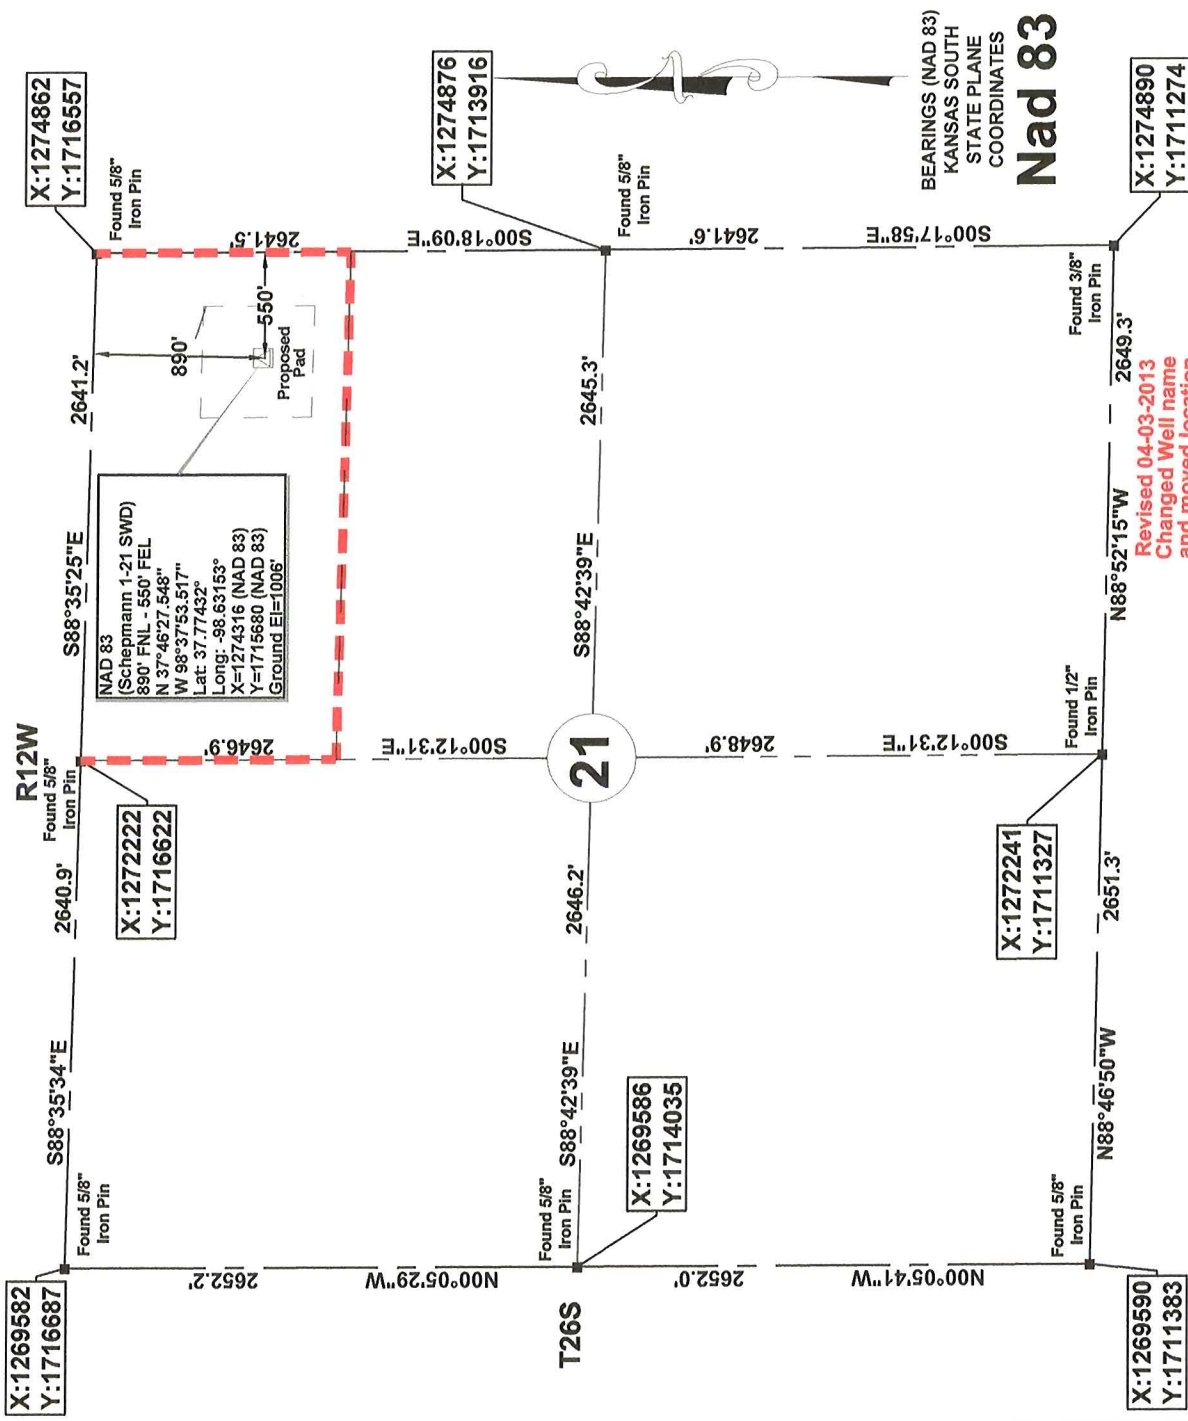 R12W
X:1269582
Y:1716687
Found 5/8"
Iron Pin
S88°35'34"E
2640.9'
Found 5/8"
Iron Pin
X:1272222
Y:1716622
S88°35'25"E
2641.2'
X:1274862
Y:1716557
Found 5/8"
Iron Pin
NAD 83
(Schepmann 1-21 SWD)
890' FNL - 550' FEL
N 37°46'27.548"
W 98°37'53.517"
Lat: 37.77432°
Long: -98.63153°
X=1274316 (NAD 83)
Y=1715680 (NAD 83)
Ground El=1006'
890'
550'
Proposed
Pad
2652.2'
N00°05'29"W
2646.9'
S00°12'31"E
2641.5'
S00°18'09"E
X:1274876
Y:1713916
Found 5/8"
Iron Pin
T26S
Found 5/8"
Iron Pin
S88°42'39"E
2646.2'
21
S88°42'39"E
2645.3'
X:1269586
Y:1714035
2652.0'
N00°05'41"W
2648.9'
S00°12'31"E
2641.6'
S00°17'58"E
BEARINGS (NAD 83)
KANSAS SOUTH
STATE PLANE
COORDINATES
Nad 83
X:1272241
Y:1711327
Found 5/8"
Iron Pin
Found 1/2"
Iron Pin
Found 3/8"
Iron Pin
X:1269590
Y:1711383
N88°46'50"W
2651.3'
N88°52'15"W
2649.3'
X:1274890
Y:1711274
Revised 04-03-2013
Changed Well name
and moved location